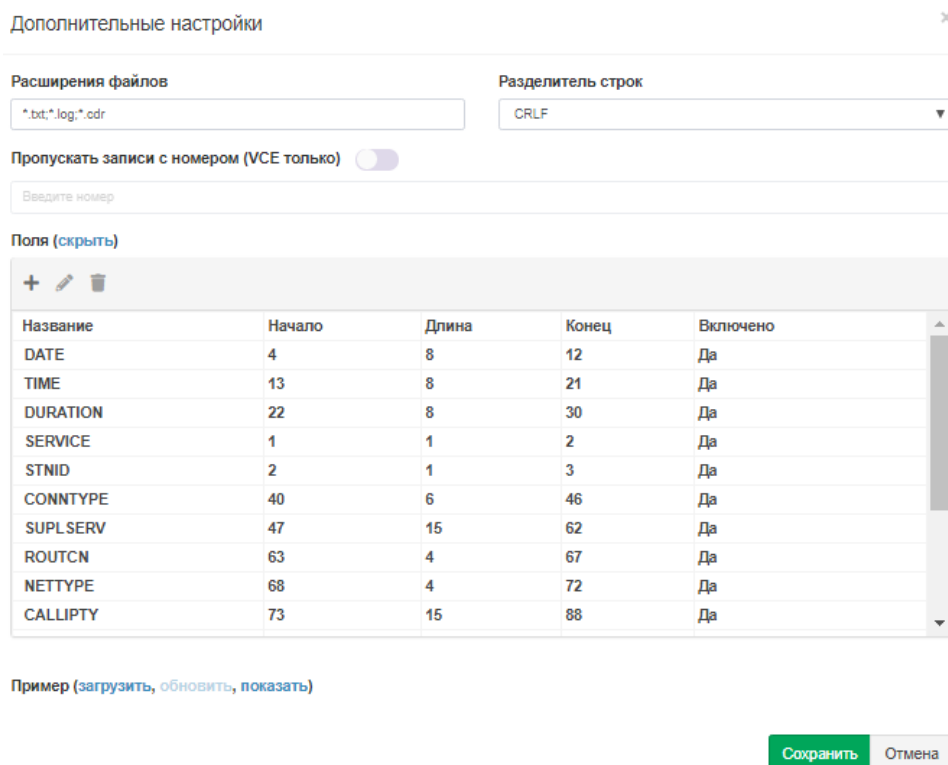 Дополнительные настройки
Расширения файлов Разделитель строк
*.txt;*.log;*.cdr CRLF
Пропускать записи с номером (VCE только)
Введите номер
Поля (скрыть)
Название Начало Длина Конец Включено
DATE 4 8 12 Да
TIME 13 8 21 Да
DURATION 22 8 30 Да
SERVICE 1 1 2 Да
STNID 2 1 3 Да
CONNTYPE 40 6 46 Да
SUPLSERV 47 15 62 Да
ROUTCN 63 4 67 Да
NETTYPE 68 4 72 Да
CALLIPTY 73 15 88 Да
Пример (загрузить, обновить, показать)
Сохранить Отмена